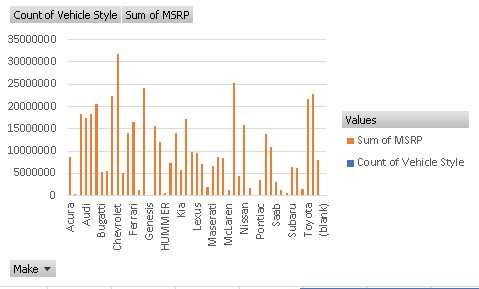 Count of Vehicle Style Sum of MSRP
35000000
30000000
25000000
20000000
15000000
10000000
5000000
0
Acura
Audi
Bugatti
Chevrolet
Ferrari
Genesis
HUMMER
Kia
Lexus
Maserati
McLaren
Nissan
Pontiac
Saab
Subaru
Toyota
(blank)
Values
Sum of MSRP
Count of Vehicle Style
Make